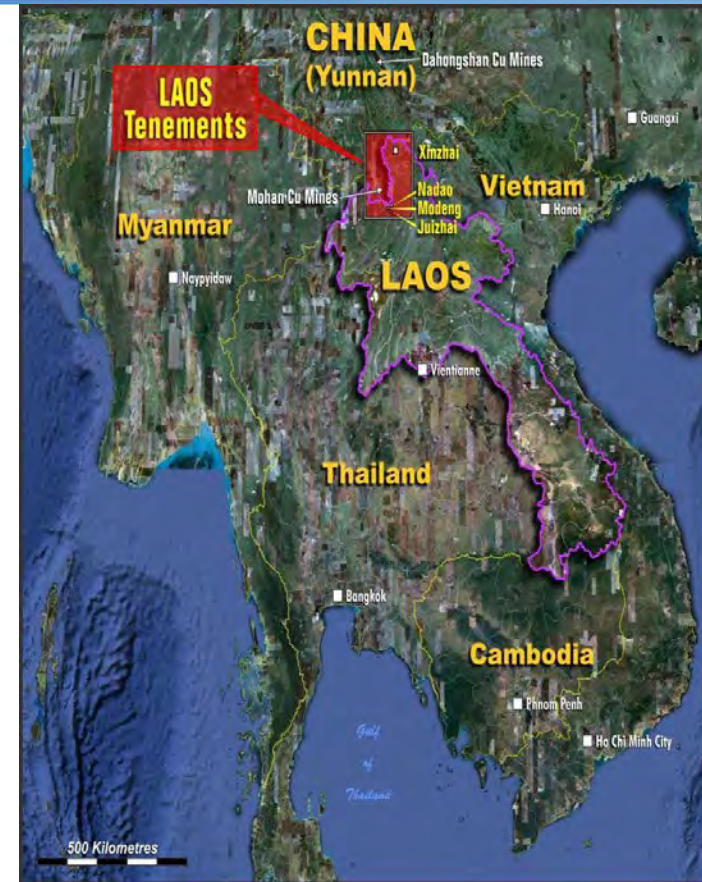 CHINA
(Yunnan)
Dahongshan Cu Mines
LAOS
Tenements
Guangxi
Xinzhai
Mohan Cu Mines
Nadao
Modeng
Juizhai
Vietnam
Hanoi
Myanmar
Naypyidaw
LAOS
Vientianne
Thailand
Bangkok
Cambodia
Phnom Penh
Ho Chi Minh City
Gulf
of
Thailand
500 Kilometres